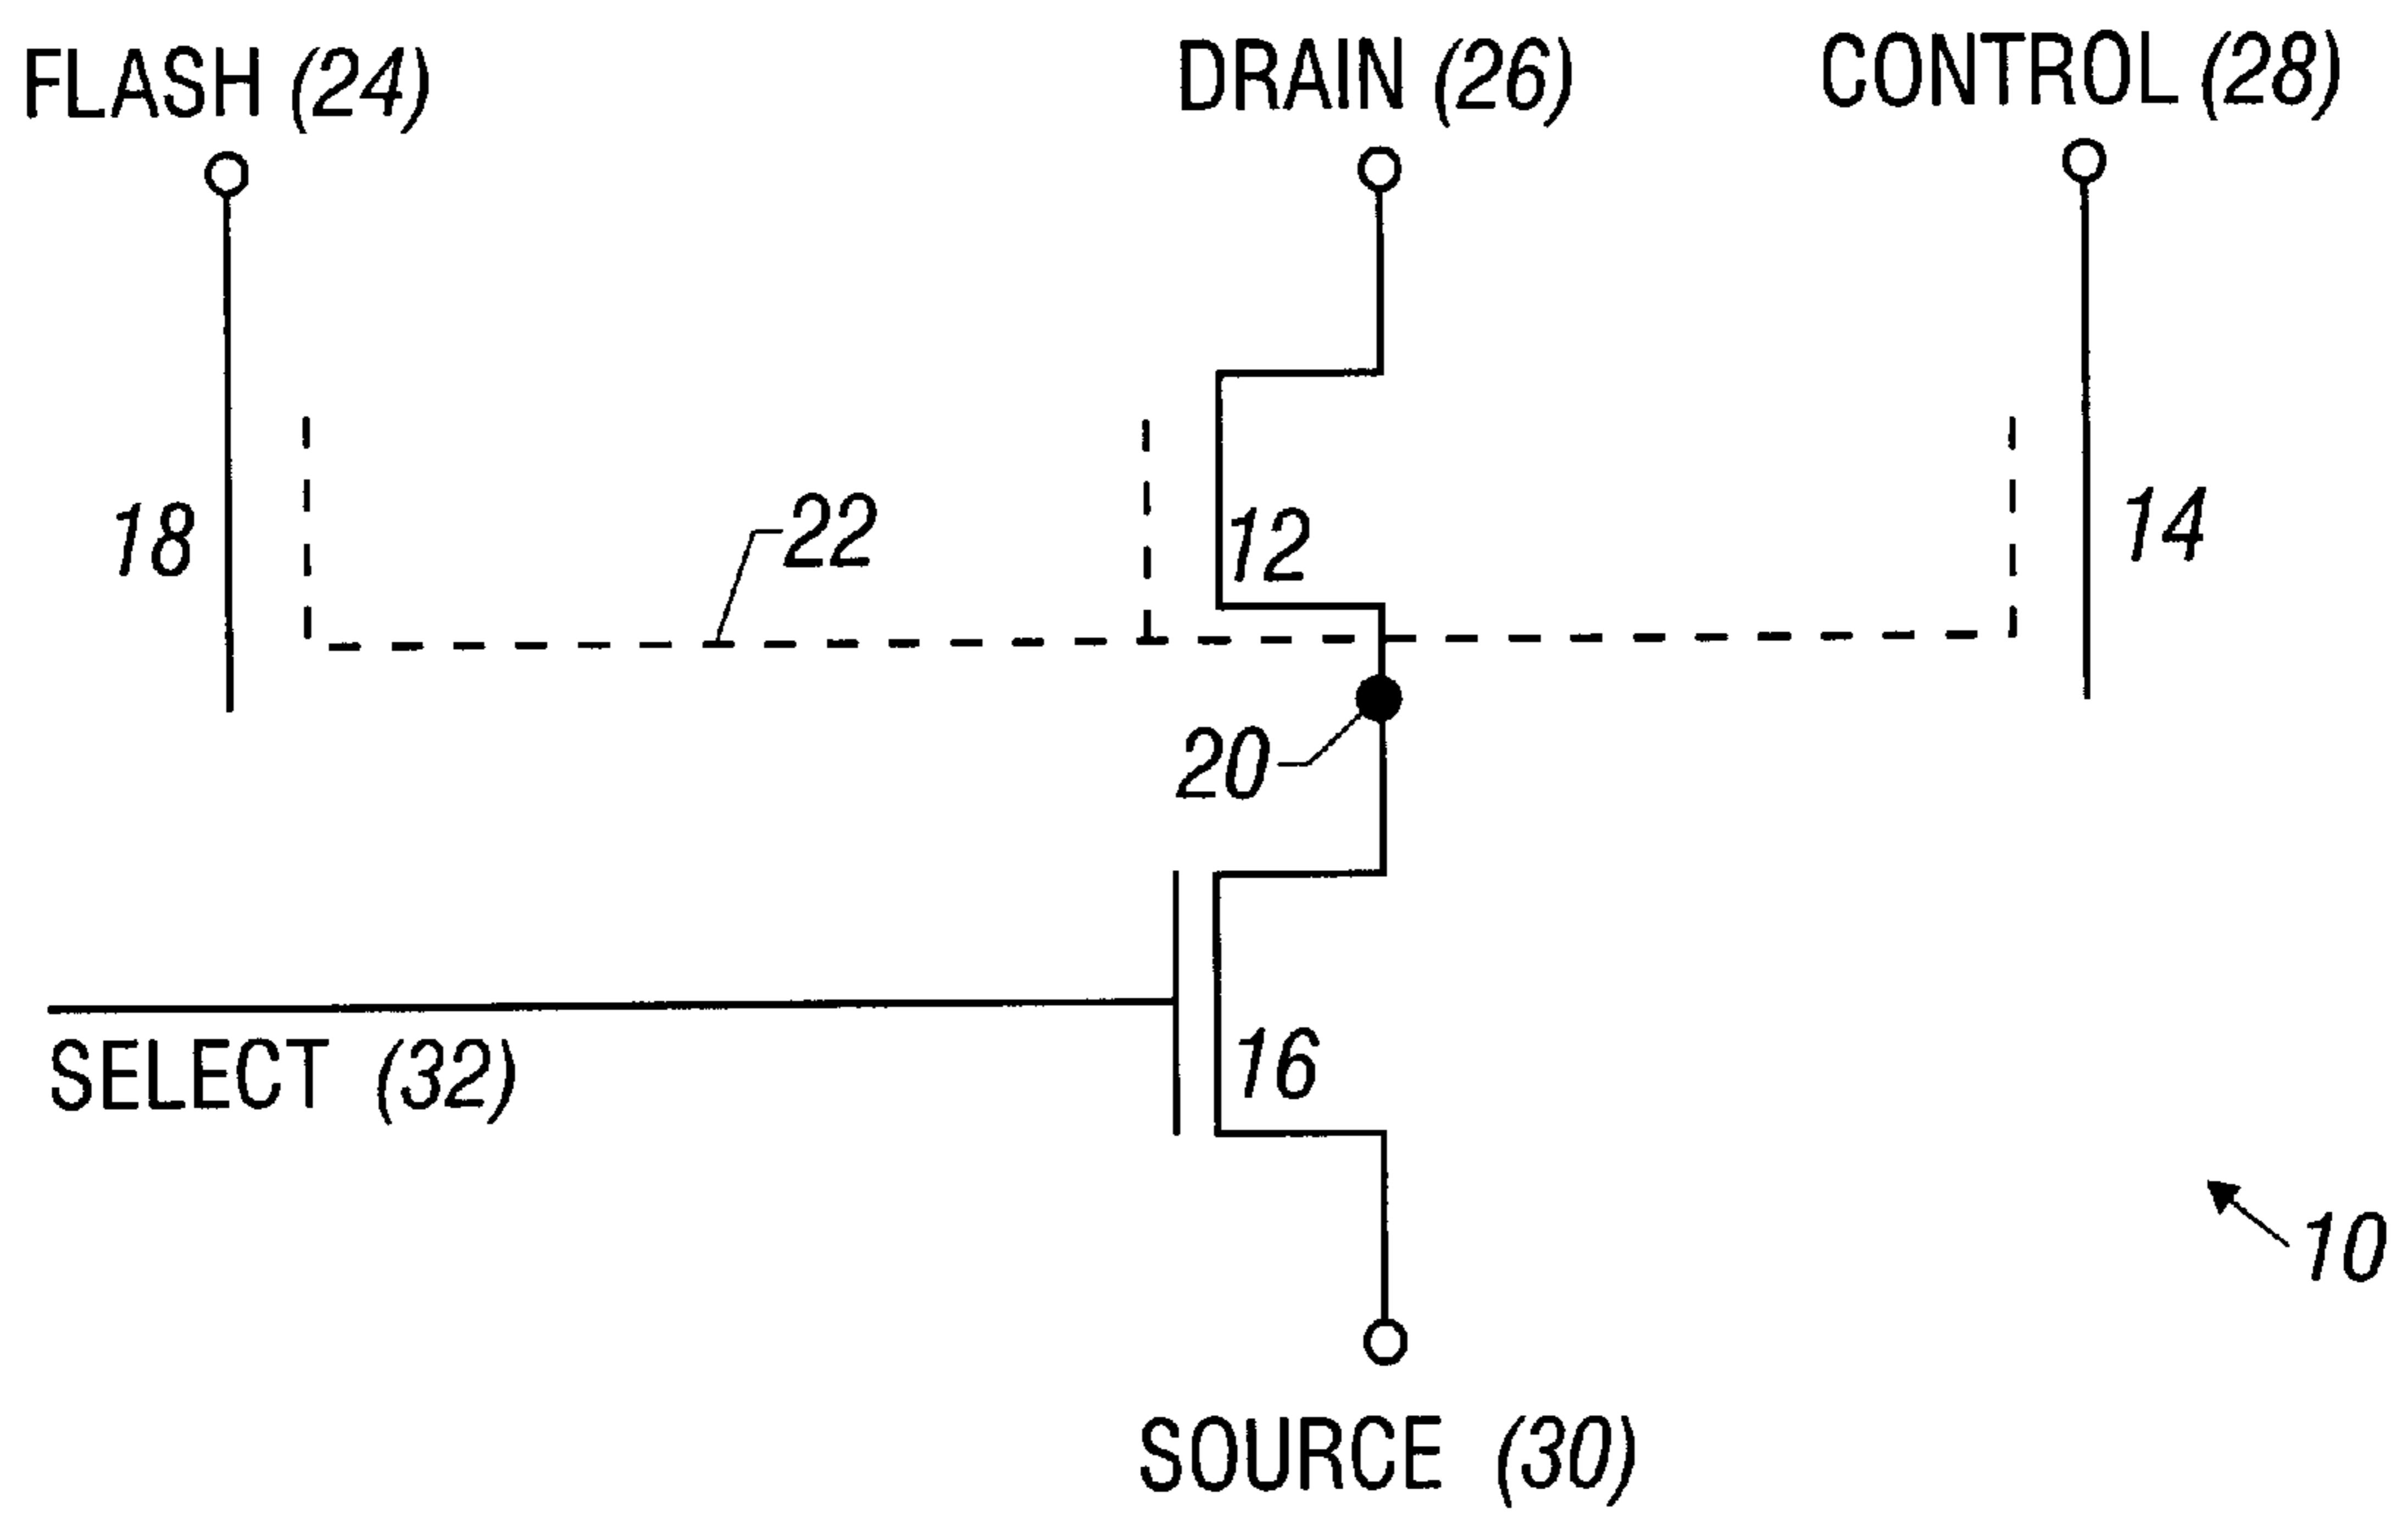 FLASH (24)
DRAIN (26)
CONTROL (28)
18
22
12
14
20
SELECT (32)
16
10
SOURCE (30)